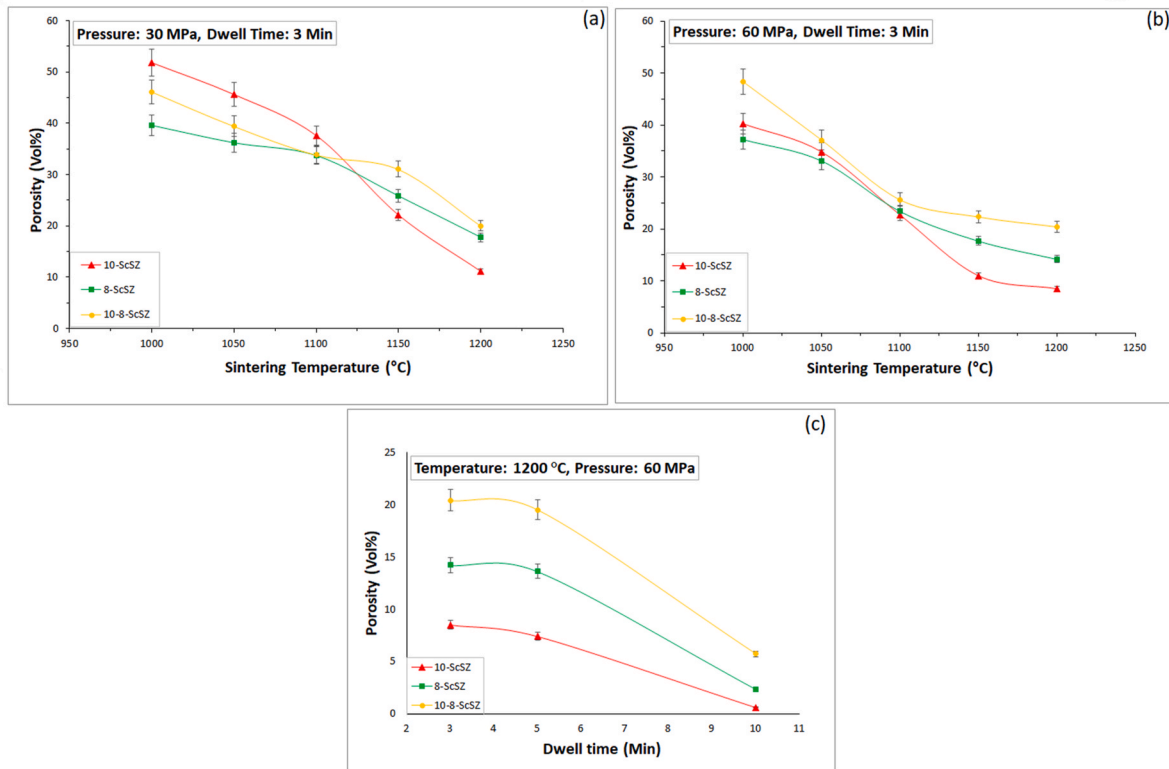 (a)
Pressure: 30 MPa, Dwell Time: 3 Min
60
50
40
30
20
10
0
Porosity (Vol%)
10-ScSZ
8-ScSZ
10-8-ScSZ
950 1000 1050 1100 1150 1200 1250
Sintering Temperature (°C)
(b)
Pressure: 60 MPa, Dwell Time: 3 Min
60
50
40
30
20
10
0
Porosity (Vol%)
10-ScSZ
8-ScSZ
10-8-ScSZ
950 1000 1050 1100 1150 1200 1250
Sintering Temperature (°C)
(c)
Temperature: 1200 °C, Pressure: 60 MPa
25
20
15
10
5
0
Porosity (Vol%)
10-ScSZ
8-ScSZ
10-8-ScSZ
2 3 4 5 6 7 8 9 10 11
Dwell time (Min)